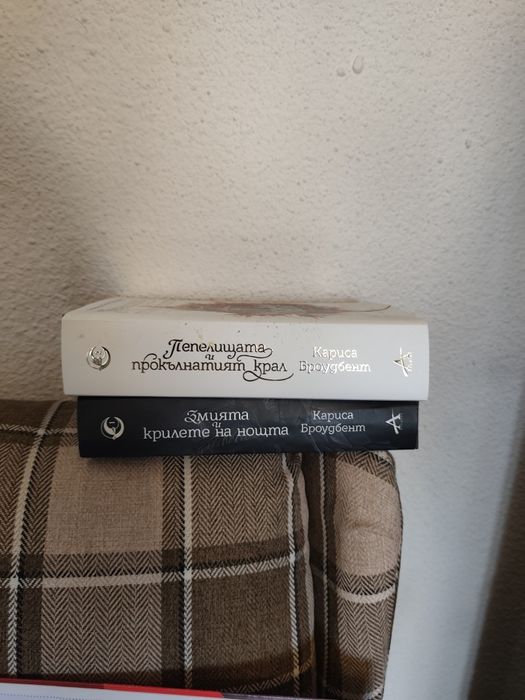 Пепелищата
и
прокълнатият крал
Кариса
Броудбент
Змията
и
крилете на нощта
Кариса
Броудбент